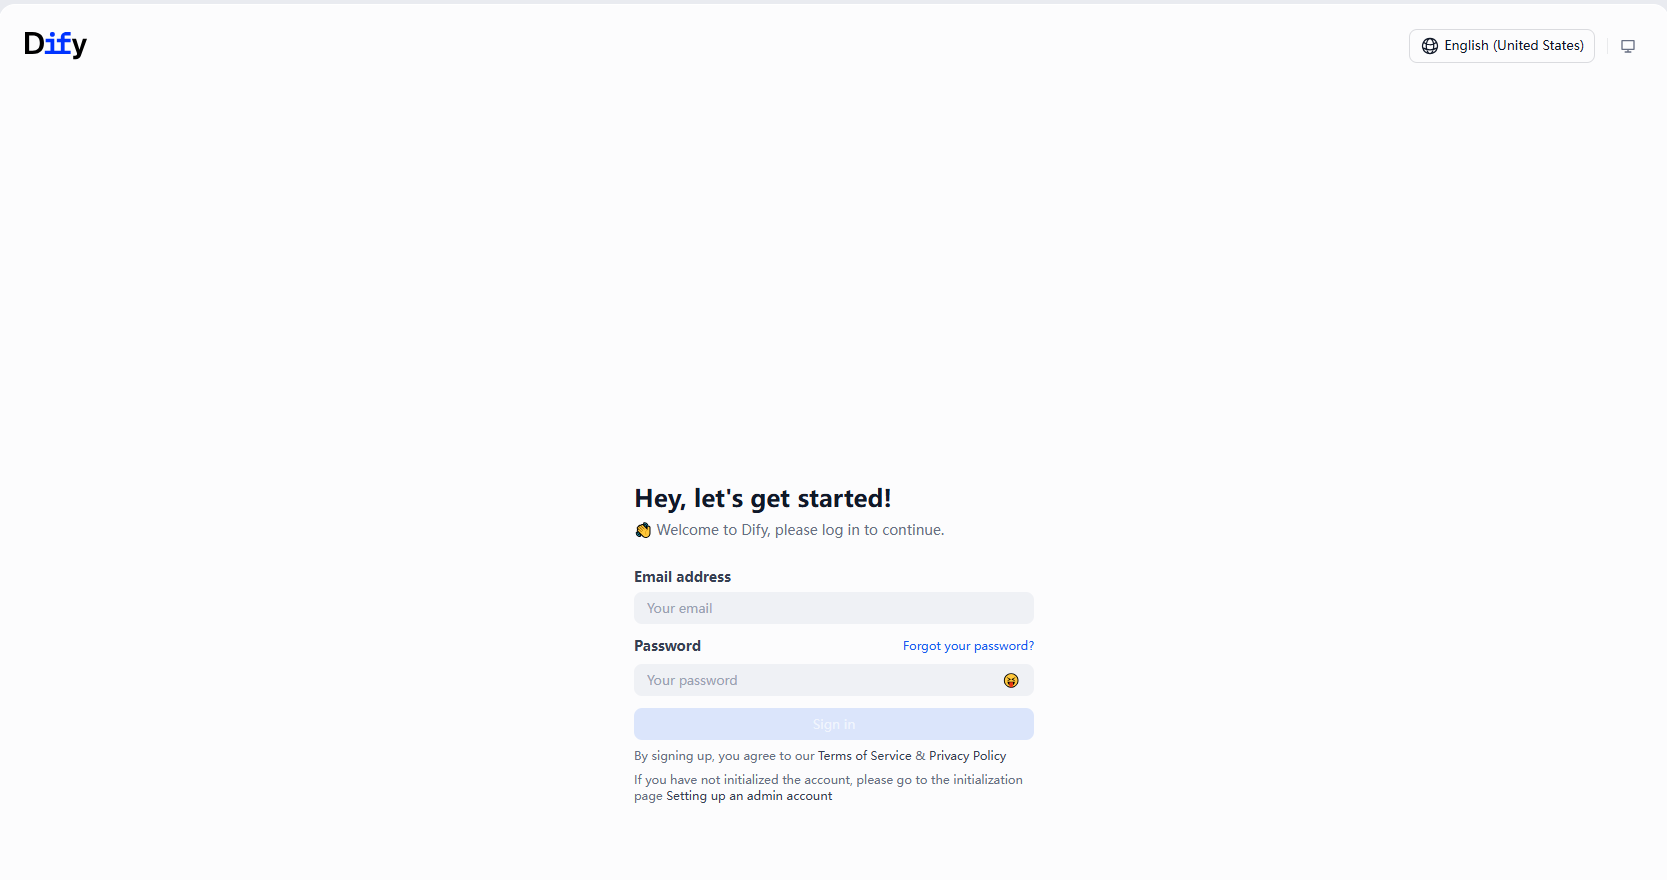 Dify
English (United States)
Hey, let's get started!
👋 Welcome to Dify, please log in to continue.
Email address
Your email
Password
Forgot your password?
Your password
Sign in
By signing up, you agree to our Terms of Service & Privacy Policy
If you have not initialized the account, please go to the initialization
page Setting up an admin account